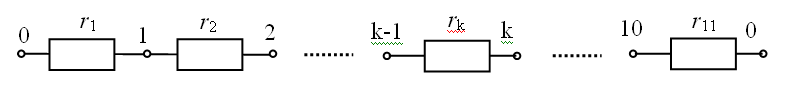 0 r1 1 r2 2 ........... k-1 rk k ........... 10 r11 0